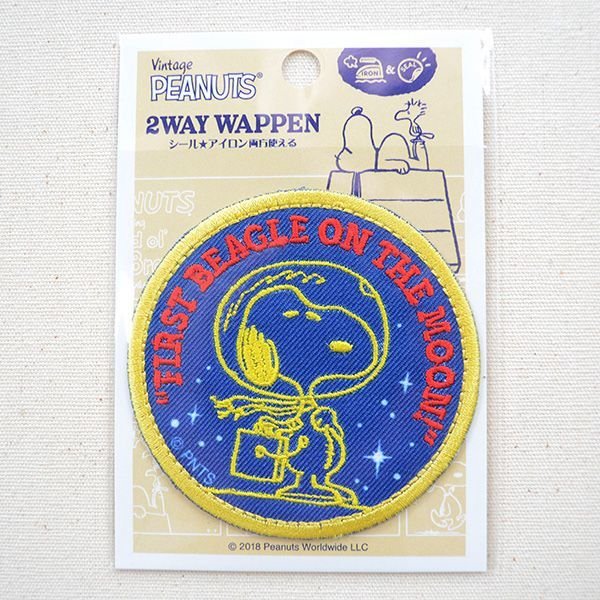 Vintage
PEANUTS®
IRON & SEAL
2WAY WAPPEN
シール★アイロン両方使える
NUTS
"FIRST BEAGLE ON THE MOON!"
© PNTS
© 2018 Peanuts Worldwide LLC